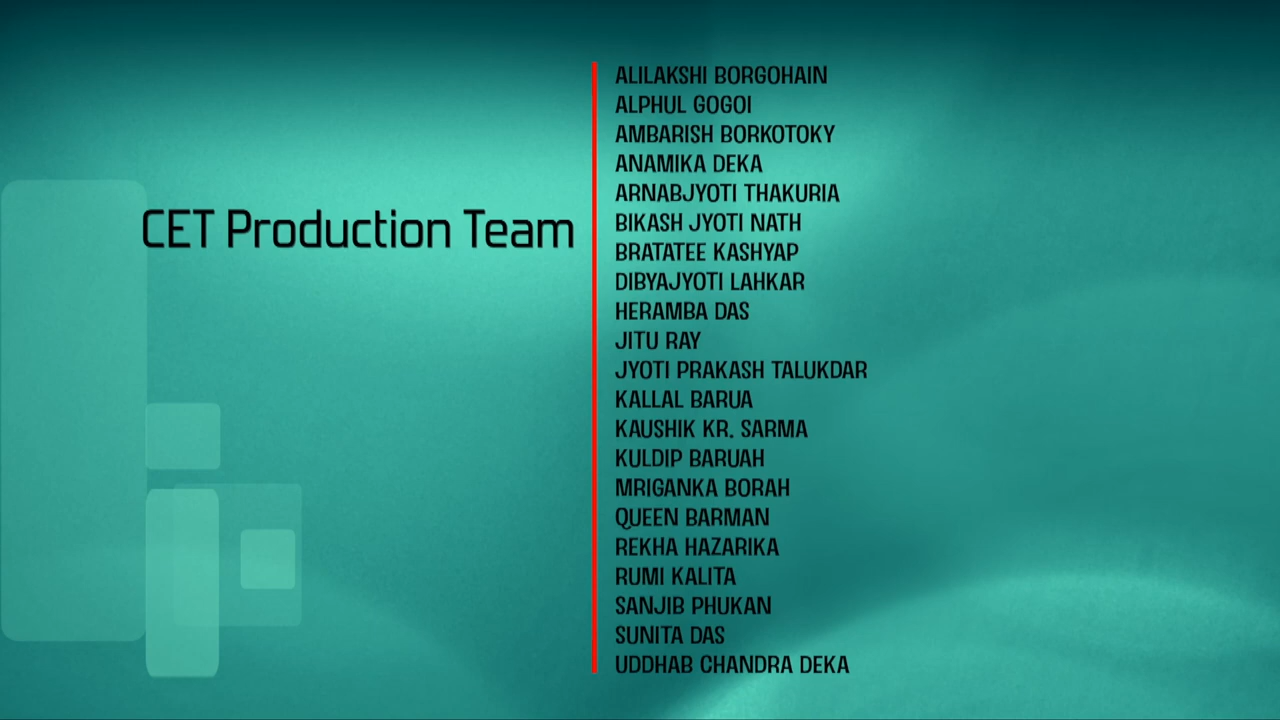 CET Production Team
ALILAKSHI BORGOHAIN
ALPHUL GOGOI
AMBARISH BORKOTOKY
ANAMIKA DEKA
ARNABJYOTI THAKURIA
BIKASH JYOTI NATH
BRATATEE KASHYAP
DIBYAJYOTI LAHKAR
HERAMBA DAS
JITU RAY
JYOTI PRAKASH TALUKDAR
KALLAL BARUA
KAUSHIK KR. SARMA
KULDIP BARUAH
MRIGANKA BORAH
QUEEN BARMAN
REKHA HAZARIKA
RUMI KALITA
SANJIB PHUKAN
SUNITA DAS
UDDHAB CHANDRA DEKA